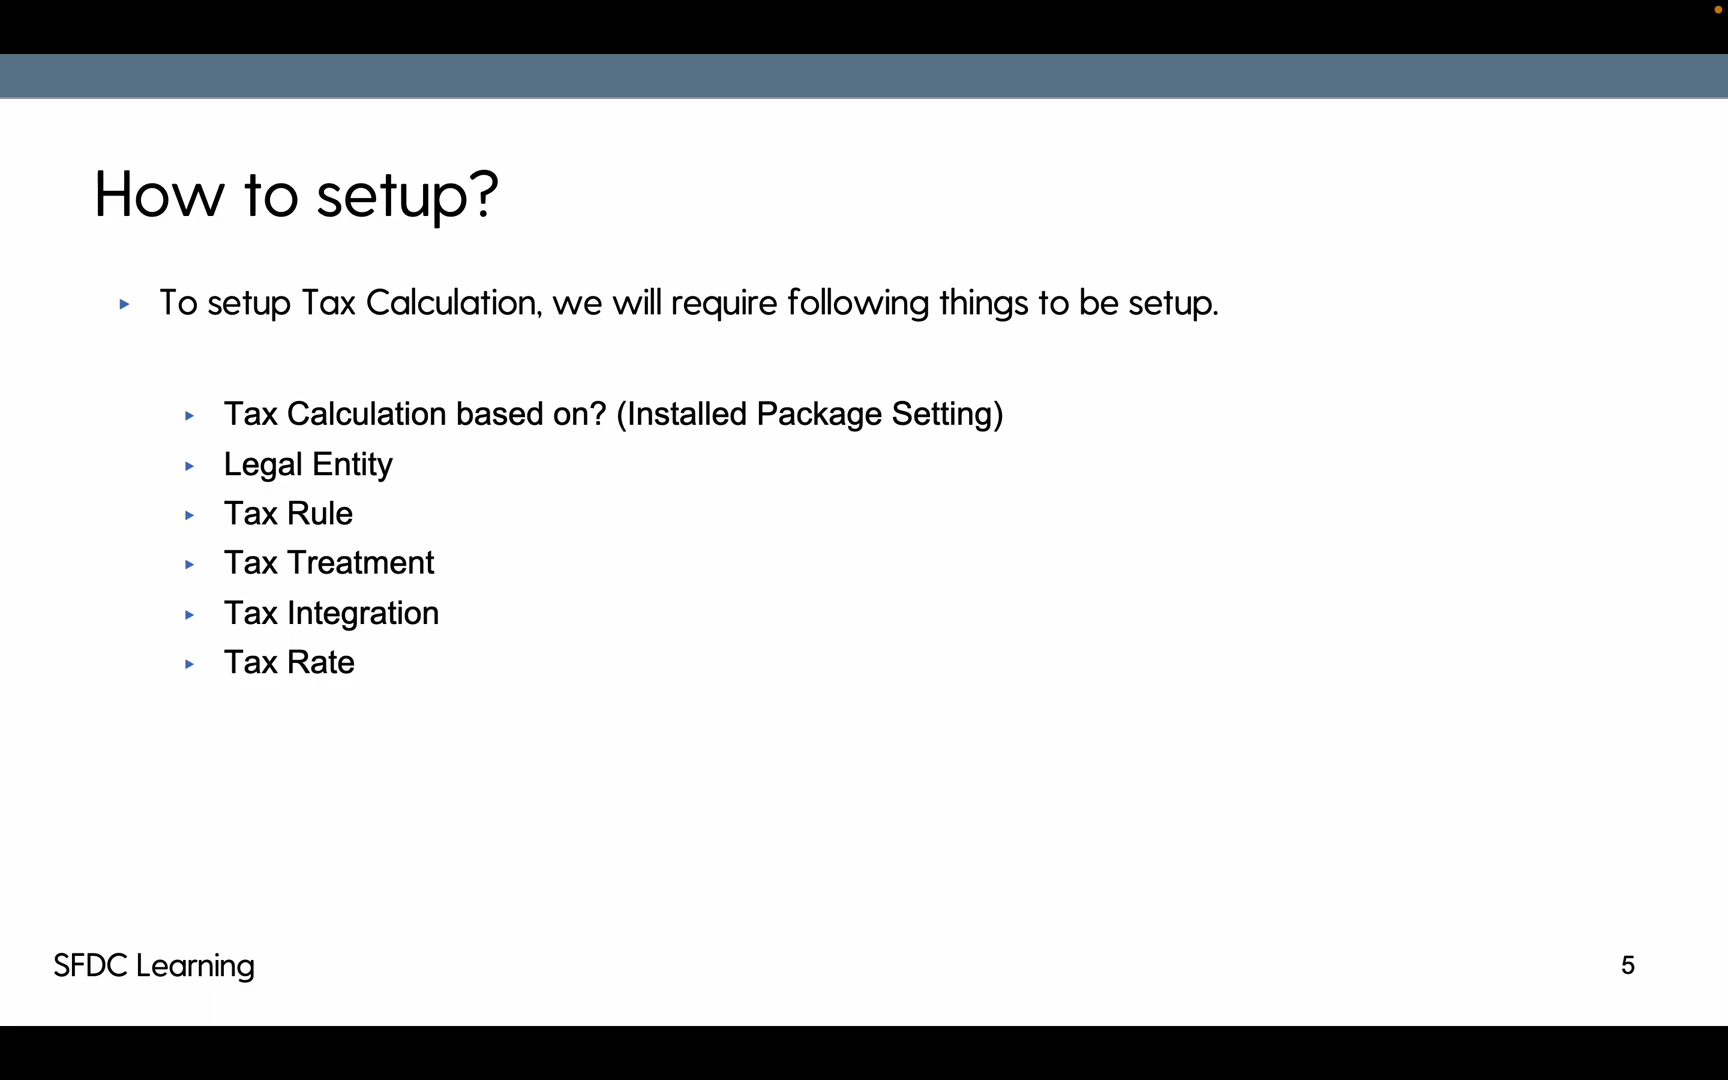 How to setup?
To setup Tax Calculation, we will require following things to be setup.
Tax Calculation based on? (Installed Package Setting)
Legal Entity
Tax Rule
Tax Treatment
Tax Integration
Tax Rate
SFDC Learning
5